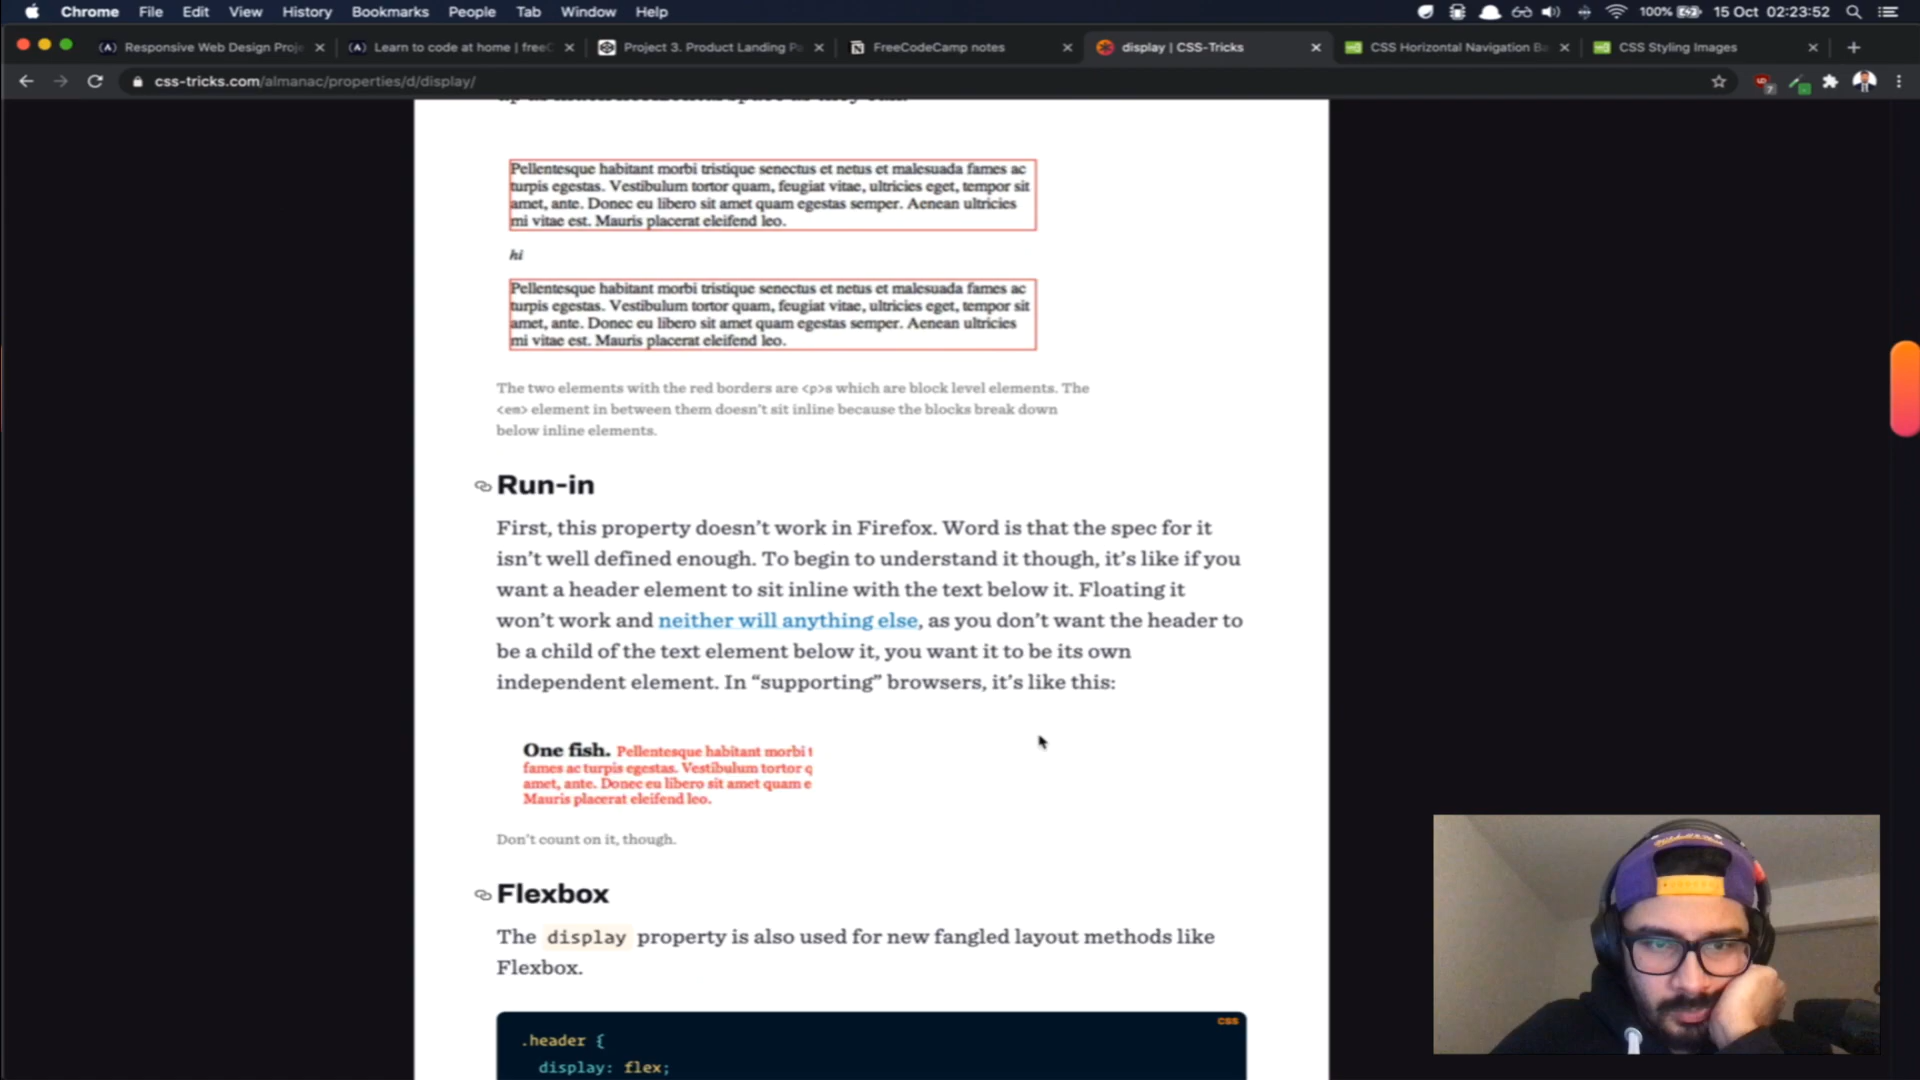 Chrome File Edit View History Bookmarks People Tab Window Help 100% 15 Oct 02:23:52
Responsive Web Design Proje Learn to code at home | freeC Project 3. Product Landing Pa FreeCodeCamp notes display | CSS-Tricks CSS Horizontal Navigation Ba CSS Styling Images
css-tricks.com/almanac/properties/d/display/
Pellentesque habitant morbi tristique senectus et netus et malesuada fames ac
turpis egestas. Vestibulum tortor quam, feugiat vitae, ultricies eget, tempor sit
amet, ante. Donec eu libero sit amet quam egestas semper. Aenean ultricies
mi vitae est. Mauris placerat eleifend leo.
hi
Pellentesque habitant morbi tristique senectus et netus et malesuada fames ac
turpis egestas. Vestibulum tortor quam, feugiat vitae, ultricies eget, tempor sit
amet, ante. Donec eu libero sit amet quam egestas semper. Aenean ultricies
mi vitae est. Mauris placerat eleifend leo.
The two elements with the red borders are <p>s which are block level elements. The
<em> element in between them doesn't sit inline because the blocks break down
below inline elements.
Run-in
First, this property doesn't work in Firefox. Word is that the spec for it
isn't well defined enough. To begin to understand it though, it's like if you
want a header element to sit inline with the text below it. Floating it
won't work and neither will anything else, as you don't want the header to
be a child of the text element below it, you want it to be its own
independent element. In “supporting” browsers, it's like this:
One fish. Pellentesque habitant morbi t
fames ac turpis egestas. Vestibulum tortor q
amet, ante. Donec eu libero sit amet quam e
Mauris placerat eleifend leo.
Don't count on it, though.
Flexbox
The display property is also used for new fangled layout methods like
Flexbox.
CSS
.header {
display: flex;